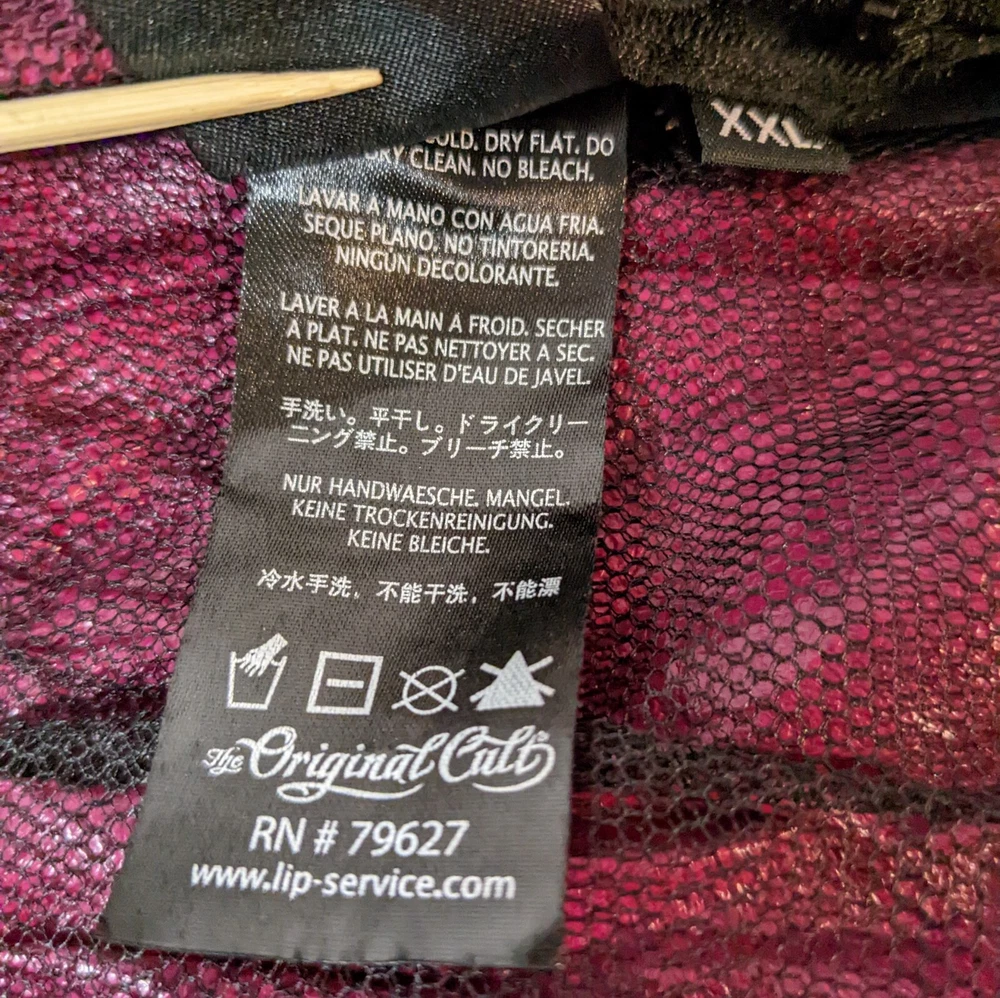 OLD. DRY FLAT. DO
DRY CLEAN. NO BLEACH.
LAVAR A MANO CON AGUA FRIA.
SEQUE PLANO. NO TINTORERIA.
NINGUN DECOLORANTE.
LAVER A LA MAIN A FROID. SECHER
A PLAT. NE PAS NETTOYER A SEC.
NE PAS UTILISER D'EAU DE JAVEL.
手洗い。平干し。ドライクリー
ニング禁止。ブリーチ禁止。
NUR HANDWAESCHE. MANGEL.
KEINE TROCKENREINIGUNG.
KEINE BLEICHE.
冷水手洗，不能干洗，不能漂
The Original Cult
RN # 79627
www.lip-service.com
XXL